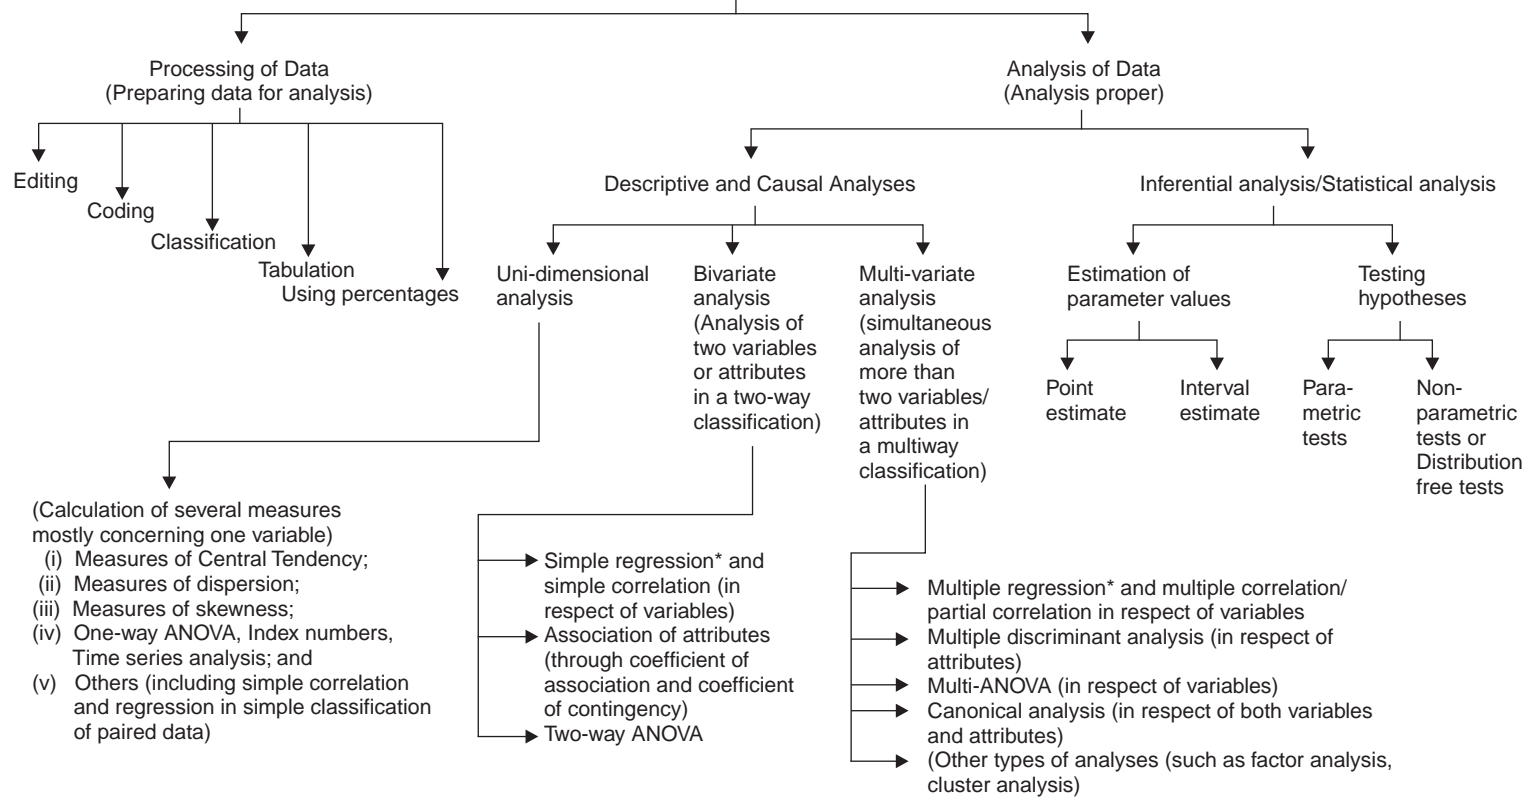 Processing of Data
(Preparing data for analysis)
Analysis of Data
(Analysis proper)
Editing
Coding
Classification
Tabulation
Using percentages
Descriptive and Causal Analyses
Inferential analysis/Statistical analysis
Uni-dimensional
analysis
Bivariate
analysis
(Analysis of
two variables
or attributes
in a two-way
classification)
Multi-variate
analysis
(simultaneous
analysis of
more than
two variables/
attributes in
a multiway
classification)
Estimation of
parameter values
Testing
hypotheses
Point
estimate
Interval
estimate
Para-
metric
tests
Non-
parametric
tests or
Distribution
free tests
(Calculation of several measures
mostly concerning one variable)
(i) Measures of Central Tendency;
(ii) Measures of dispersion;
(iii) Measures of skewness;
(iv) One-way ANOVA, Index numbers,
Time series analysis; and
(v) Others (including simple correlation
and regression in simple classification
of paired data)
Simple regression* and
simple correlation (in
respect of variables)
Association of attributes
(through coefficient of
association and coefficient
of contingency)
Two-way ANOVA
Multiple regression* and multiple correlation/
partial correlation in respect of variables
Multiple discriminant analysis (in respect of
attributes)
Multi-ANOVA (in respect of variables)
Canonical analysis (in respect of both variables
and attributes)
(Other types of analyses (such as factor analysis,
cluster analysis)